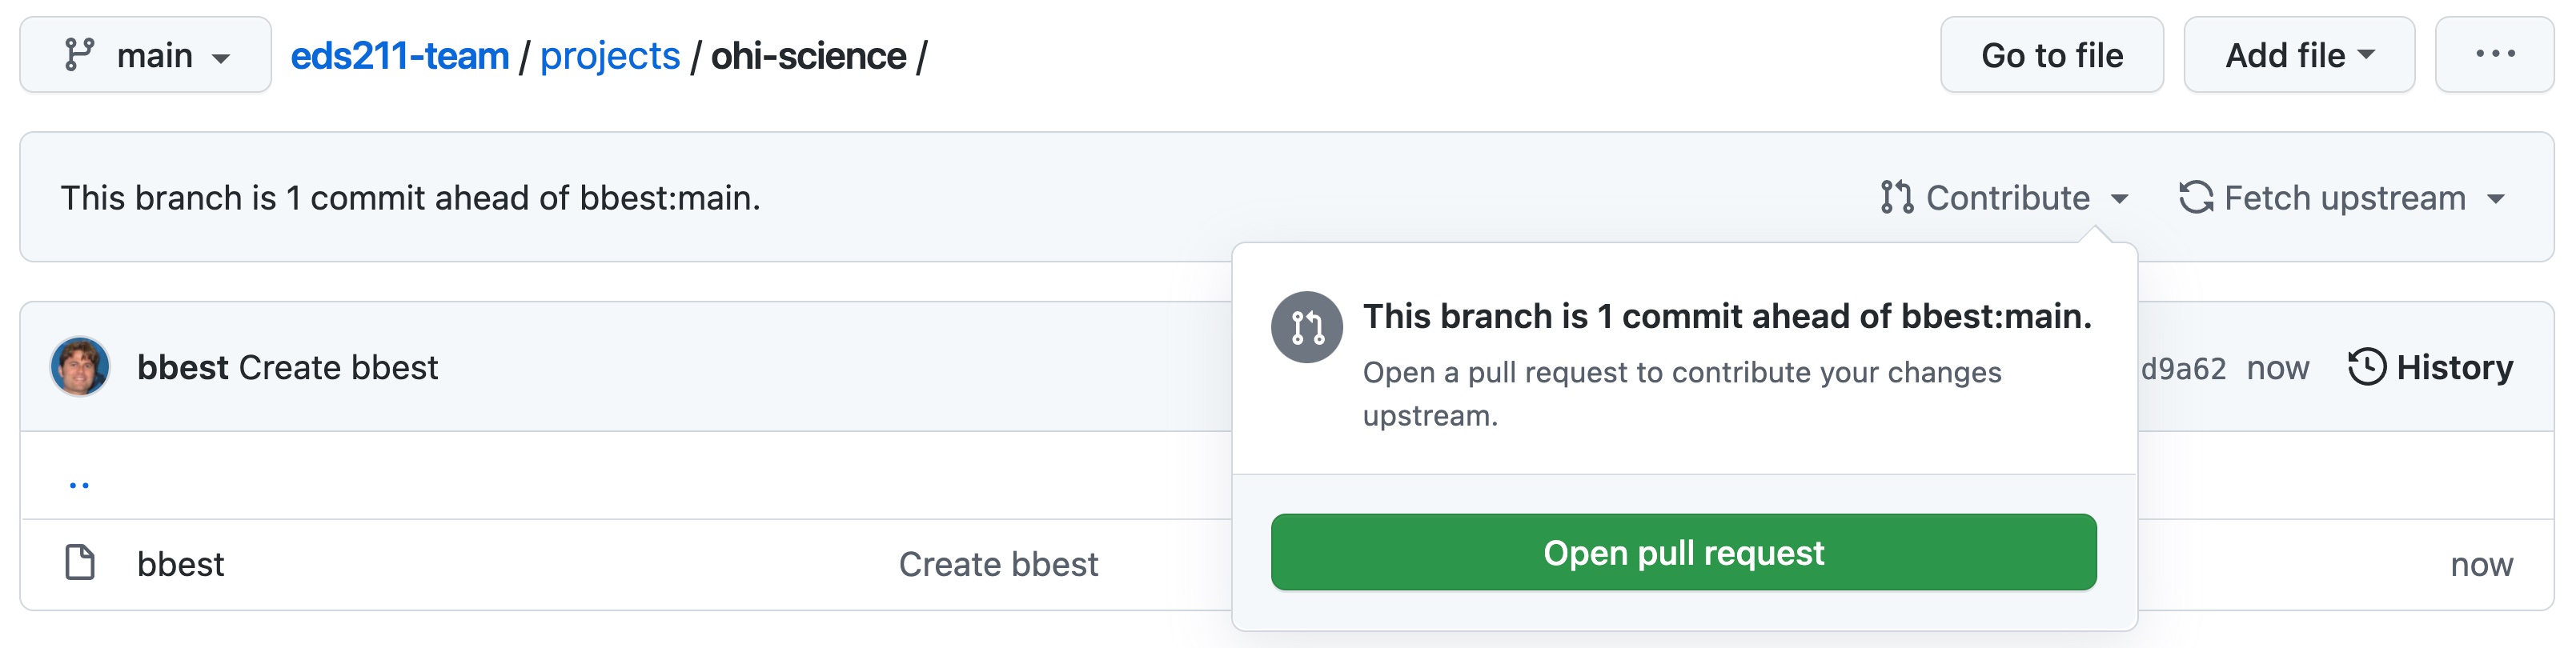 main eds211-team / projects / ohi-science / Go to file Add file ...
This branch is 1 commit ahead of bbest:main. Contribute Fetch upstream
This branch is 1 commit ahead of bbest:main.
Open a pull request to contribute your changes
upstream.
Open pull request
bbest Create bbest d9a62 now History
..
bbest Create bbest now